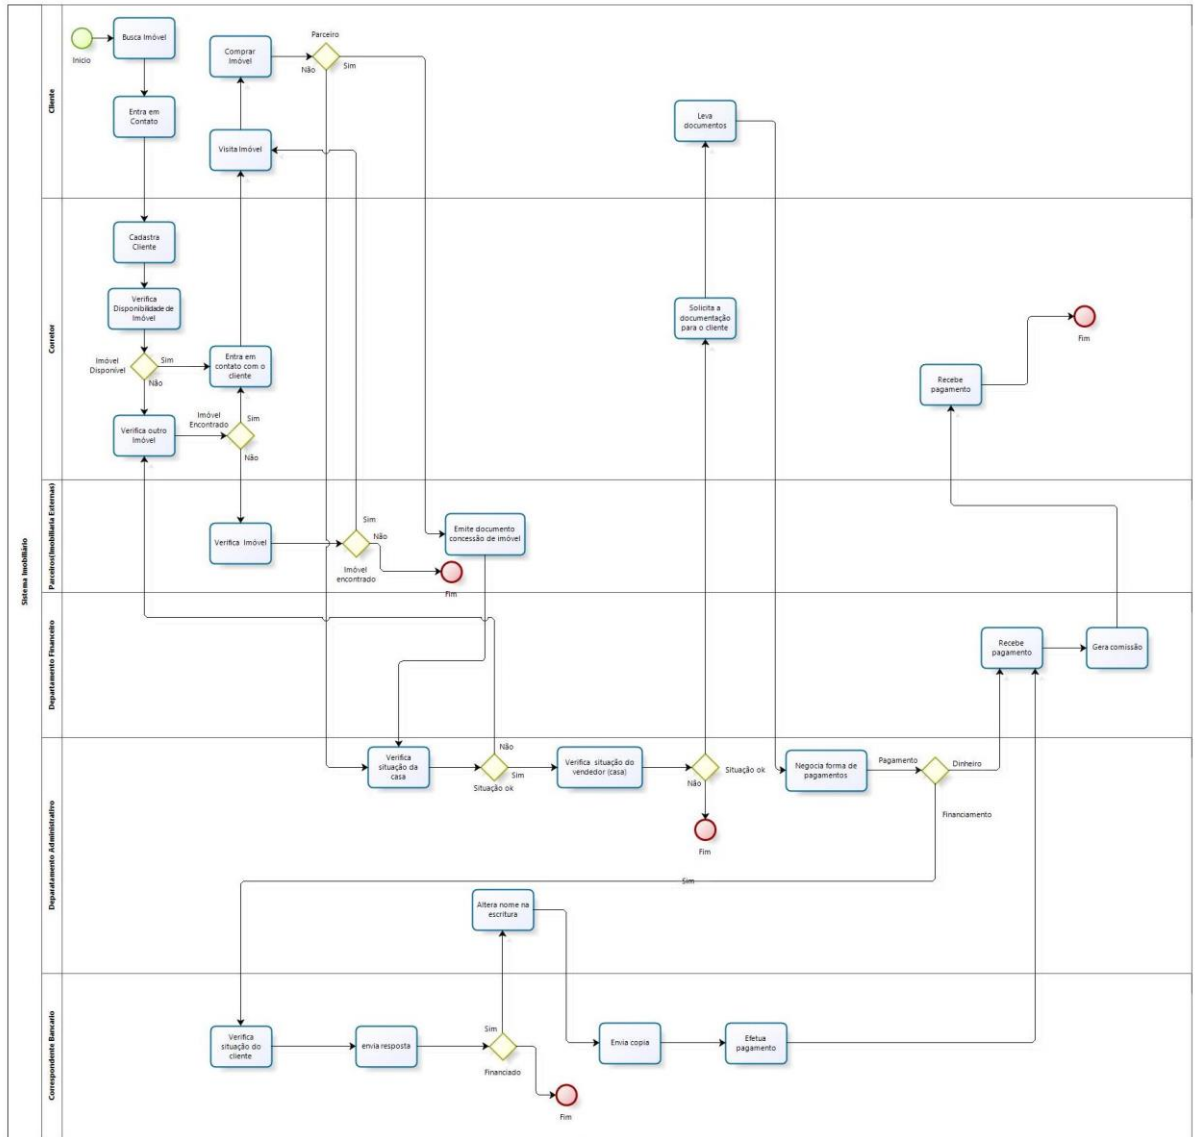 Sistema Imobiliário
Cliente
Inicio
Busca Imóvel
Entra em
Contato
Comprar
Imóvel
Parceiro
Não
Sim
Visita Imóvel
Leva
documentos
Corretor
Cadastra
Cliente
Verifica
Disponibilidade de
Imóvel
Imóvel
Disponível
Sim
Não
Entra em
contato com o
cliente
Verifica outro
Imóvel
Imóvel
Encontrado
Sim
Não
Solicita a
documentação
para o cliente
Recebe
pagamento
Fim
Parceiros(Imobiliaria Externas)
Verifica Imóvel
Sim
Não
Imóvel
encontrado
Fim
Emite documento
concessão de imóvel
Departamento Financeiro
Recebe
pagamento
Gera comissão
Deparatamento Administrativo
Verifica
situação da
casa
Não
Sim
Situação ok
Verifica situação do
vendedor (casa)
Situação ok
Não
Fim
Negocia forma de
pagamentos
Pagamento
Dinheiro
Financiamento
Sim
Altera nome na
escritura
Correspondente Bancario
Verifica
situação do
cliente
envia resposta
Sim
Financiado
Fim
Envia copia
Efetua
pagamento